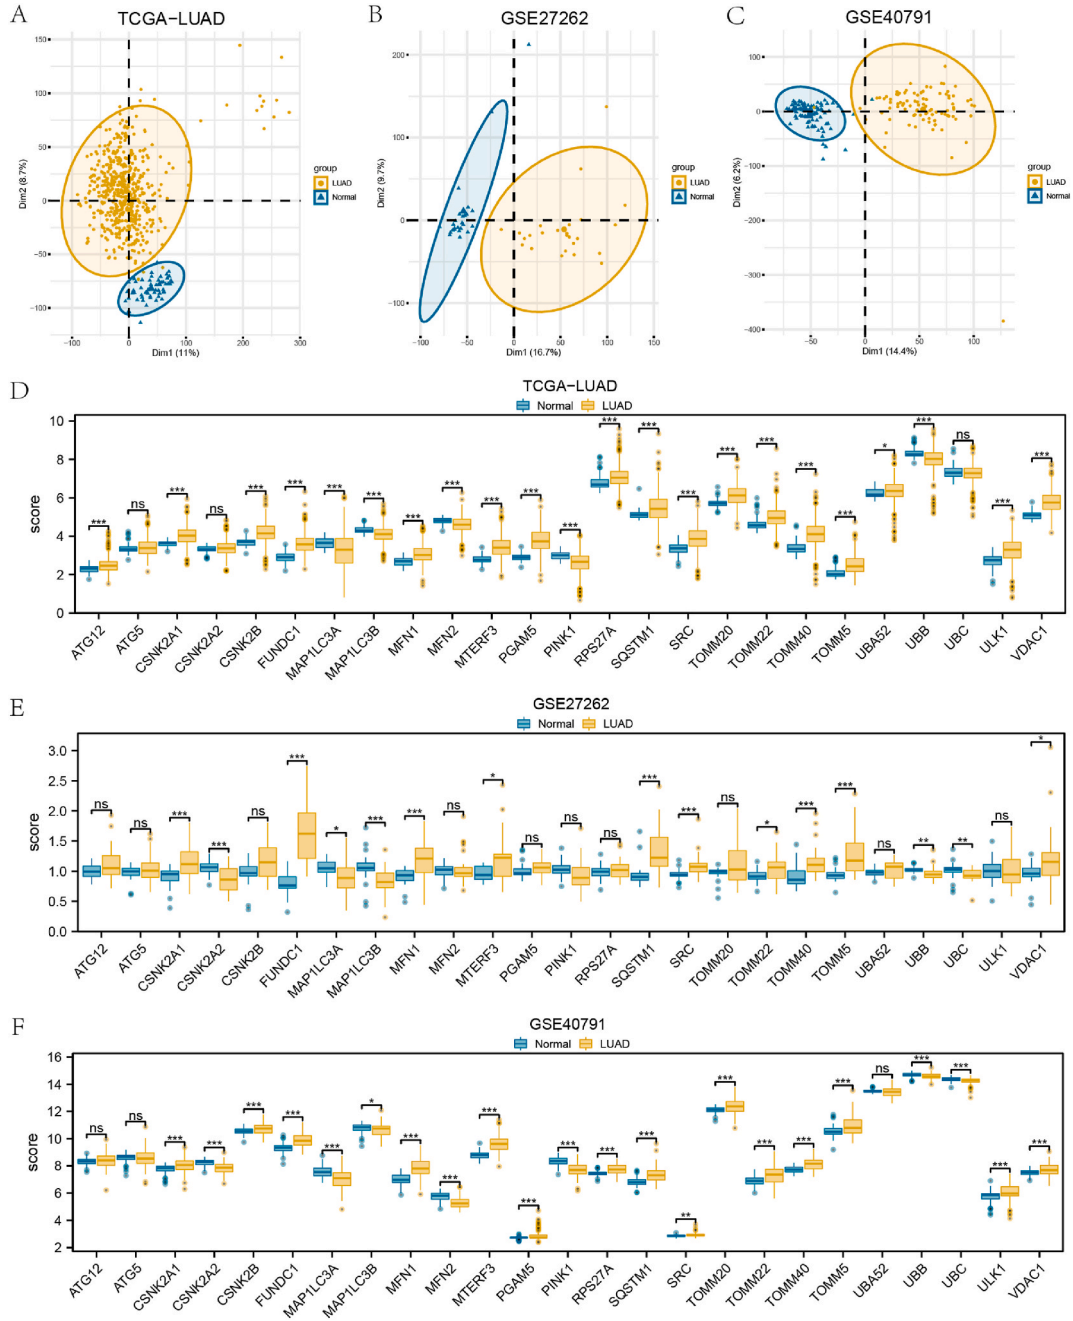 A
TCGA-LUAD
150
100
50
0
-50
-100
Dim2 (8.7%)
-100
0
100
200
300
Dim1 (11%)
group
LUAD
Normal
B
GSE27262
200
100
0
-100
Dim2 (9.7%)
-100
-50
0
50
100
150
Dim1 (16.7%)
group
LUAD
Normal
C
GSE40791
100
0
-100
-200
-300
-400
Dim2 (6.2%)
-50
0
50
100
Dim1 (14.4%)
group
LUAD
Normal
D
TCGA-LUAD
Normal LUAD
score
10
8
6
4
2
0
*** ns *** ns *** *** *** *** *** *** *** *** *** *** *** *** *** *** *** *** * *** ns *** ***
ATG12 ATG5 CSNK2A1 CSNK2A2 CSNK2B FUNDC1 MAP1LC3A MAP1LC3B MFN1 MFN2 MTERF3 PGAM5 PINK1 RPS27A SQSTM1 SRC TOMM20 TOMM22 TOMM40 TOMM5 UBA52 UBB UBC ULK1 VDAC1
E
GSE27262
Normal LUAD
score
3.0
2.5
2.0
1.5
1.0
0.5
0.0
ns ns *** *** ns *** * *** *** ns * ns ns ns *** *** ns * *** *** ns ** ** ns *
ATG12 ATG5 CSNK2A1 CSNK2A2 CSNK2B FUNDC1 MAP1LC3A MAP1LC3B MFN1 MFN2 MTERF3 PGAM5 PINK1 RPS27A SQSTM1 SRC TOMM20 TOMM22 TOMM40 TOMM5 UBA52 UBB UBC ULK1 VDAC1
F
GSE40791
Normal LUAD
score
16
14
12
10
8
6
4
2
ns ns *** *** *** *** *** * *** *** *** *** *** *** *** ** *** *** *** *** ns *** *** *** ***
ATG12 ATG5 CSNK2A1 CSNK2A2 CSNK2B FUNDC1 MAP1LC3A MAP1LC3B MFN1 MFN2 MTERF3 PGAM5 PINK1 RPS27A SQSTM1 SRC TOMM20 TOMM22 TOMM40 TOMM5 UBA52 UBB UBC ULK1 VDAC1